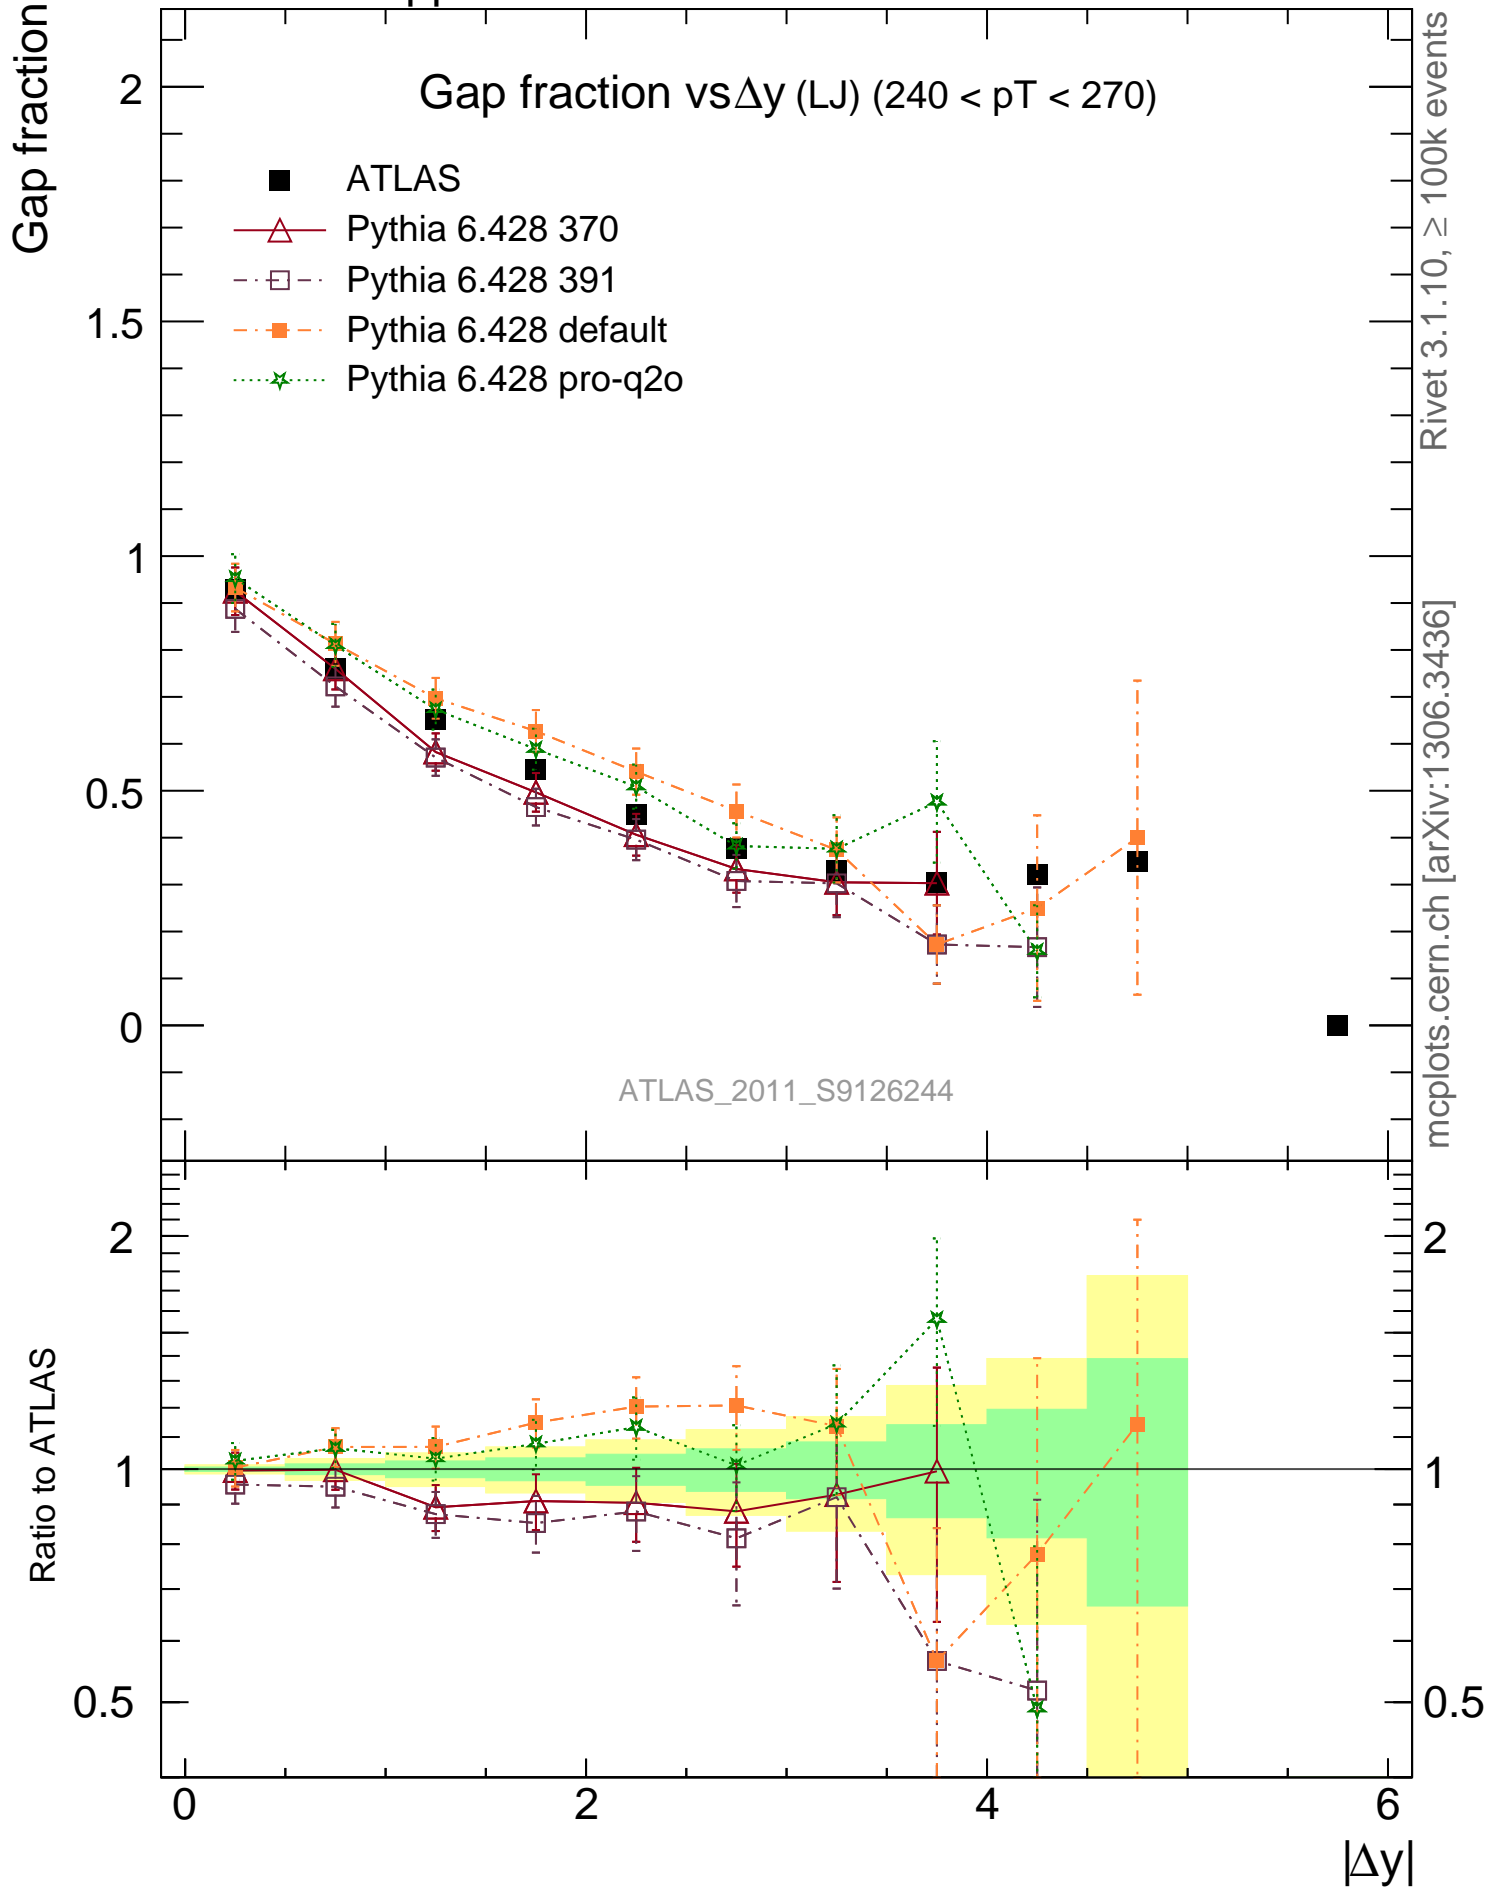 Gap fraction
Gap fraction vsΔy (LJ) (240 < pT < 270)
ATLAS
Pythia 6.428 370
Pythia 6.428 391
Pythia 6.428 default
Pythia 6.428 pro-q2o
2
1.5
1
0.5
0
ATLAS_2011_S9126244
Rivet 3.1.10, ≥ 100k events
mcplots.cern.ch [arXiv:1306.3436]
Ratio to ATLAS
2
1
0.5
2
1
0.5
0
2
4
6
|Δy|